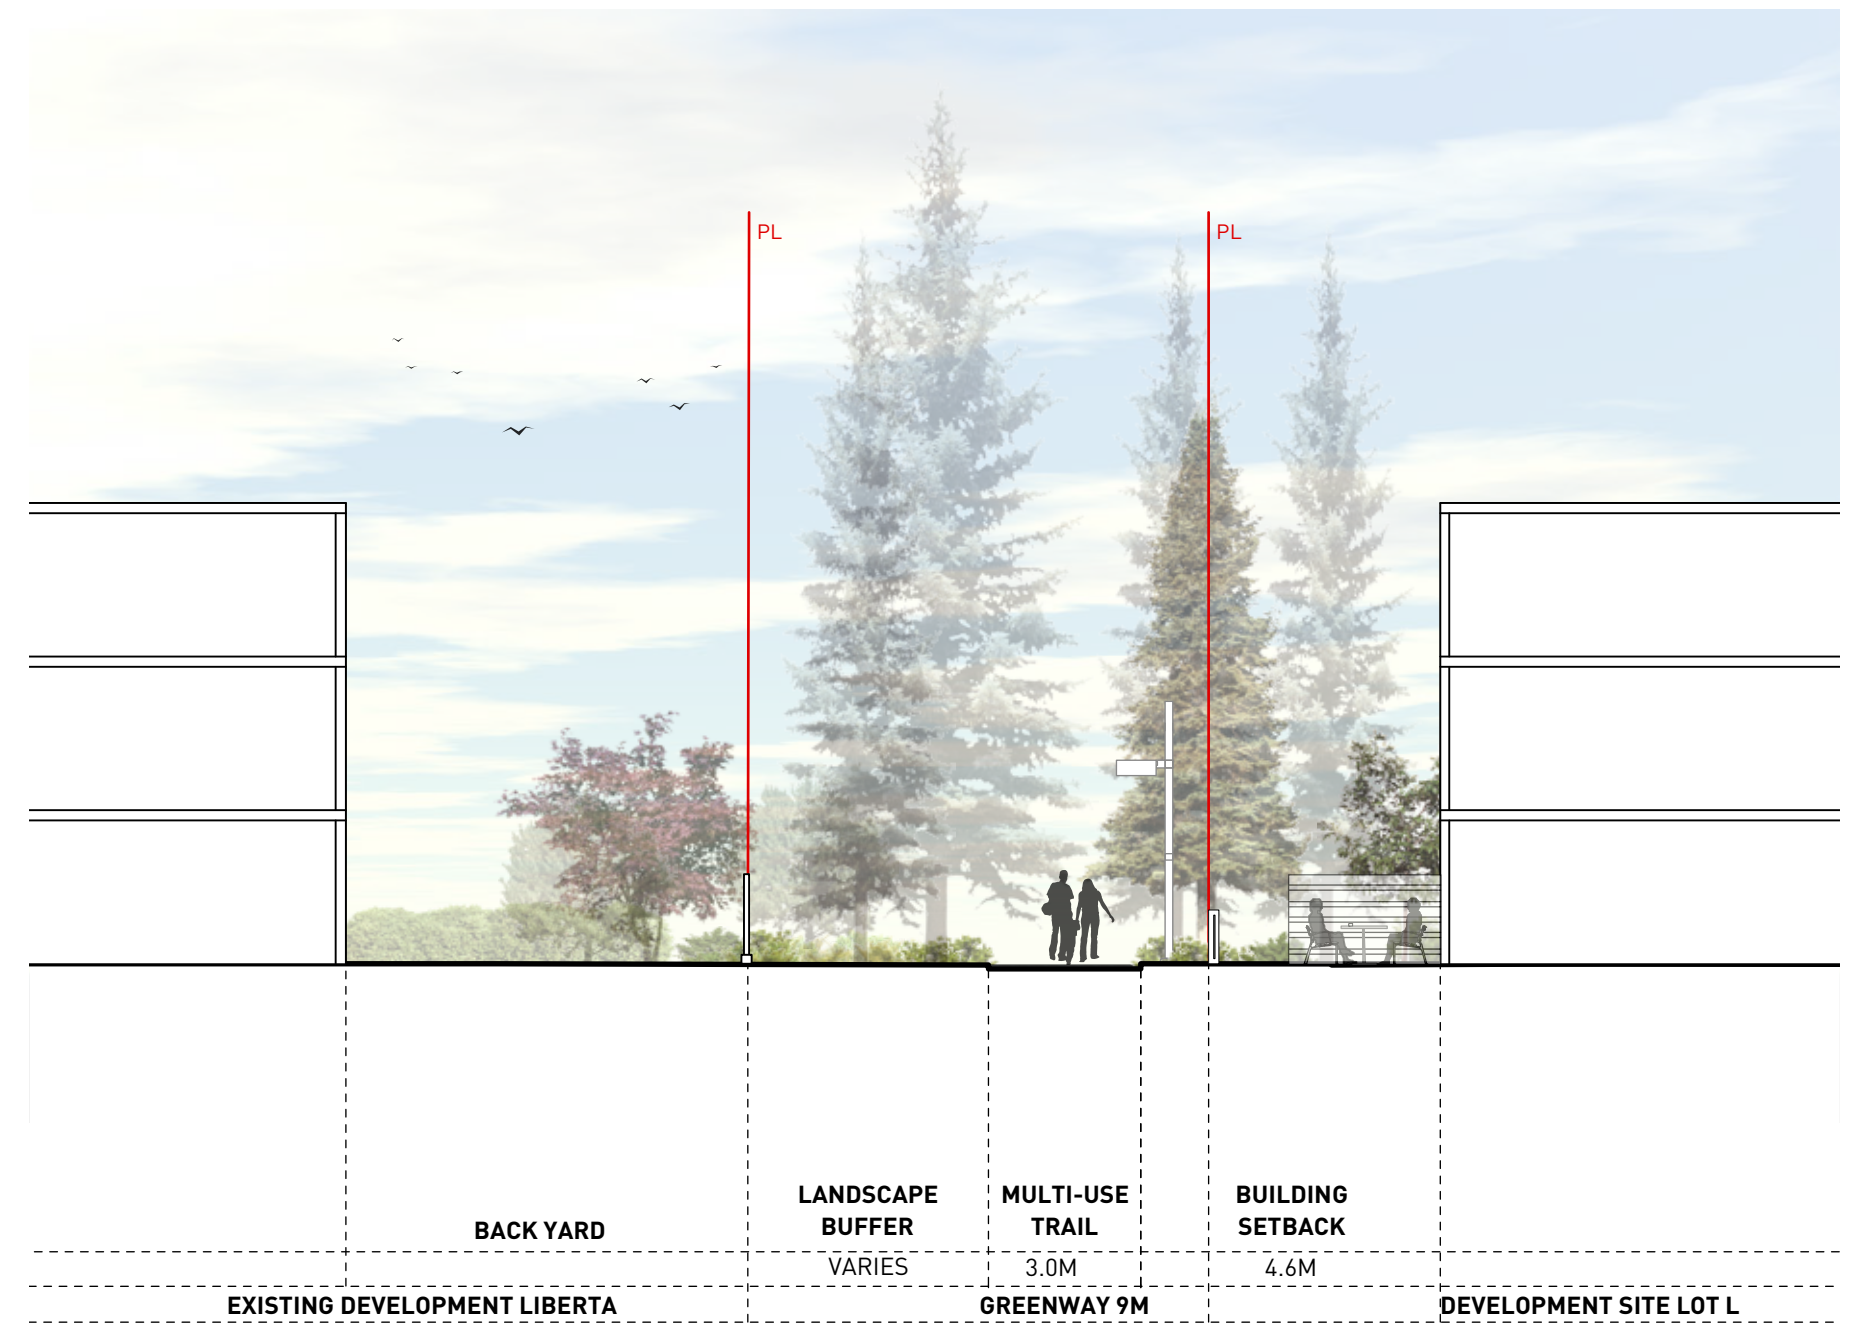 PL
PL
BACK YARD
LANDSCAPE
BUFFER
MULTI-USE
TRAIL
BUILDING
SETBACK
VARIES
3.0M
4.6M
EXISTING DEVELOPMENT LIBERTA
GREENWAY 9M
DEVELOPMENT SITE LOT L